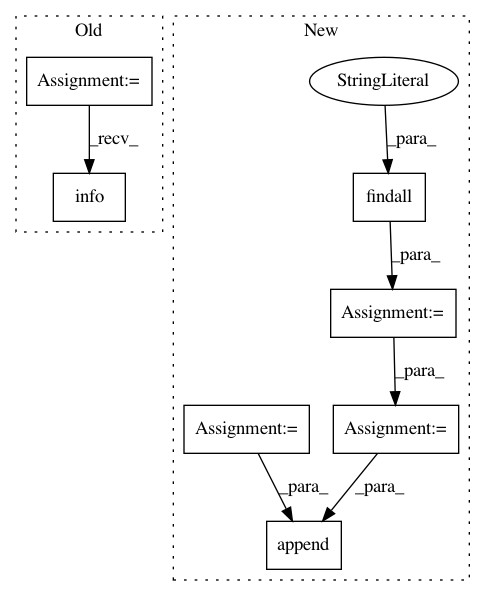 Old
New
Assignment:=
StringLiteral
_recv_
_para_
info
findall
_para_
Assignment:=
_para_
Assignment:=
Assignment:=
_para_
_para_
append